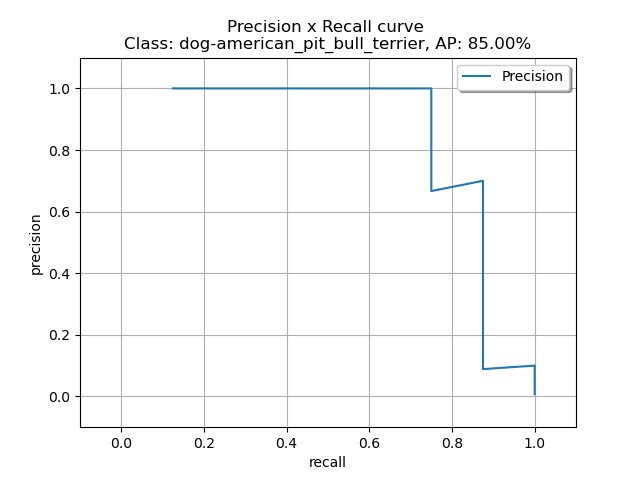 Precision x Recall curve
Class: dog-american_pit_bull_terrier, AP: 85.00%
Precision
1.0
0.8
0.6
0.4
0.2
0.0
precision
0.0 0.2 0.4 0.6 0.8 1.0
recall